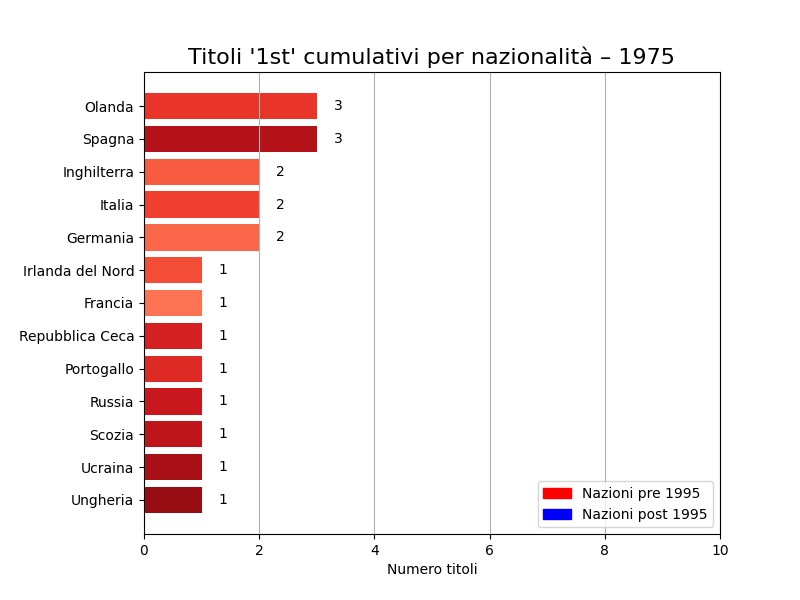 Titoli '1st' cumulativi per nazionalità – 1975
Olanda 3
Spagna 3
Inghilterra 2
Italia 2
Germania 2
Irlanda del Nord 1
Francia 1
Repubblica Ceca 1
Portogallo 1
Russia 1
Scozia 1
Ucraina 1
Ungheria 1
Nazioni pre 1995
Nazioni post 1995
0 2 4 6 8 10
Numero titoli